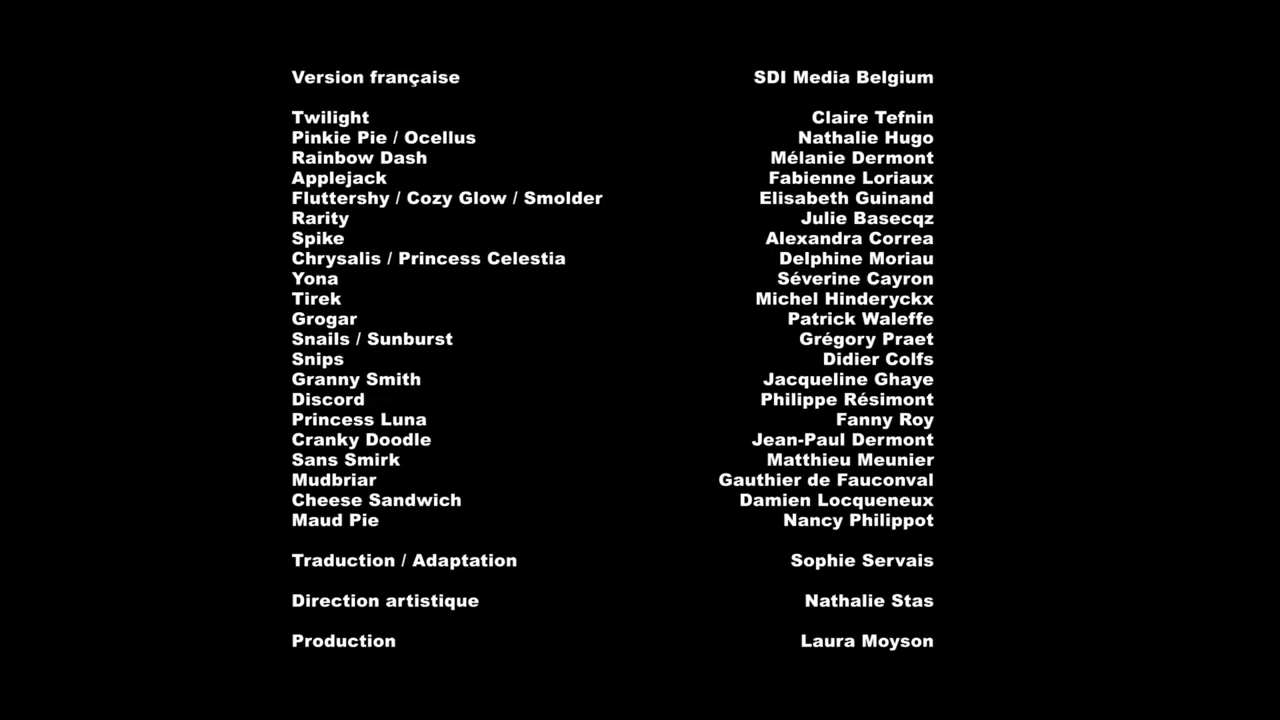 Version française SDI Media Belgium
Twilight Claire Tefnin
Pinkie Pie / Ocellus Nathalie Hugo
Rainbow Dash Mélanie Dermont
Applejack Fabienne Loriaux
Fluttershy / Cozy Glow / Smolder Elisabeth Guinand
Rarity Julie Basecqz
Spike Alexandra Correa
Chrysalis / Princess Celestia Delphine Moriau
Yona Séverine Cayron
Tirek Michel Hinderyckx
Grogar Patrick Waleffe
Snails / Sunburst Grégory Praet
Snips Didier Colfs
Granny Smith Jacqueline Ghaye
Discord Philippe Résimont
Princess Luna Fanny Roy
Cranky Doodle Jean-Paul Dermont
Sans Smirk Matthieu Meunier
Mudbriar Gauthier de Fauconval
Cheese Sandwich Damien Locqueneux
Maud Pie Nancy Philippot
Traduction / Adaptation Sophie Servais
Direction artistique Nathalie Stas
Production Laura Moyson